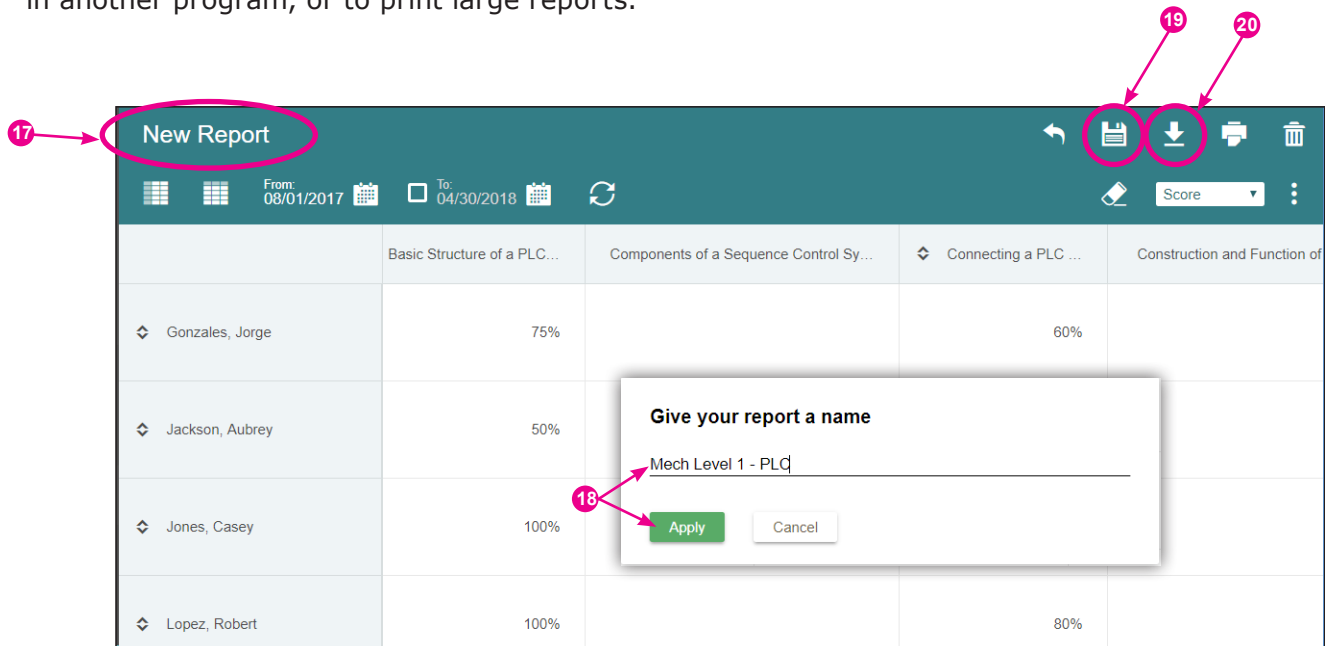 in another program, or to print large reports.
19
20
17
New Report
From:
08/01/2017
To:
04/30/2018
Score
Basic Structure of a PLC... Components of a Sequence Control Sy... Connecting a PLC ... Construction and Function of
Gonzales, Jorge 75% 60%
Give your report a name
Jackson, Aubrey 50%
Mech Level 1 - PLC
18
Jones, Casey 100%
Apply Cancel
Lopez, Robert 100% 80%